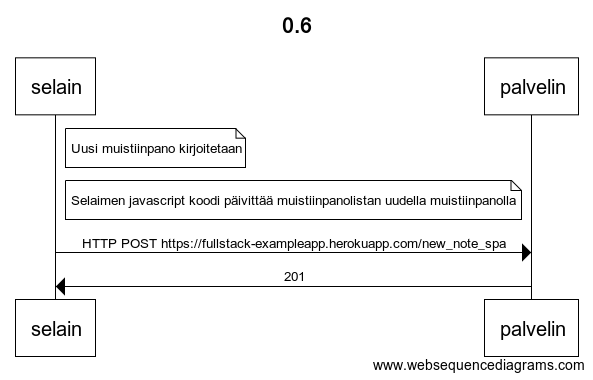 0.6
selain
palvelin
Uusi muistiinpano kirjoitetaan
Selaimen javascript koodi päivittää muistiinpanolistan uudella muistiinpanolla
HTTP POST https://fullstack-exampleapp.herokuapp.com/new_note_spa
201
selain
palvelin
www.websequencediagrams.com